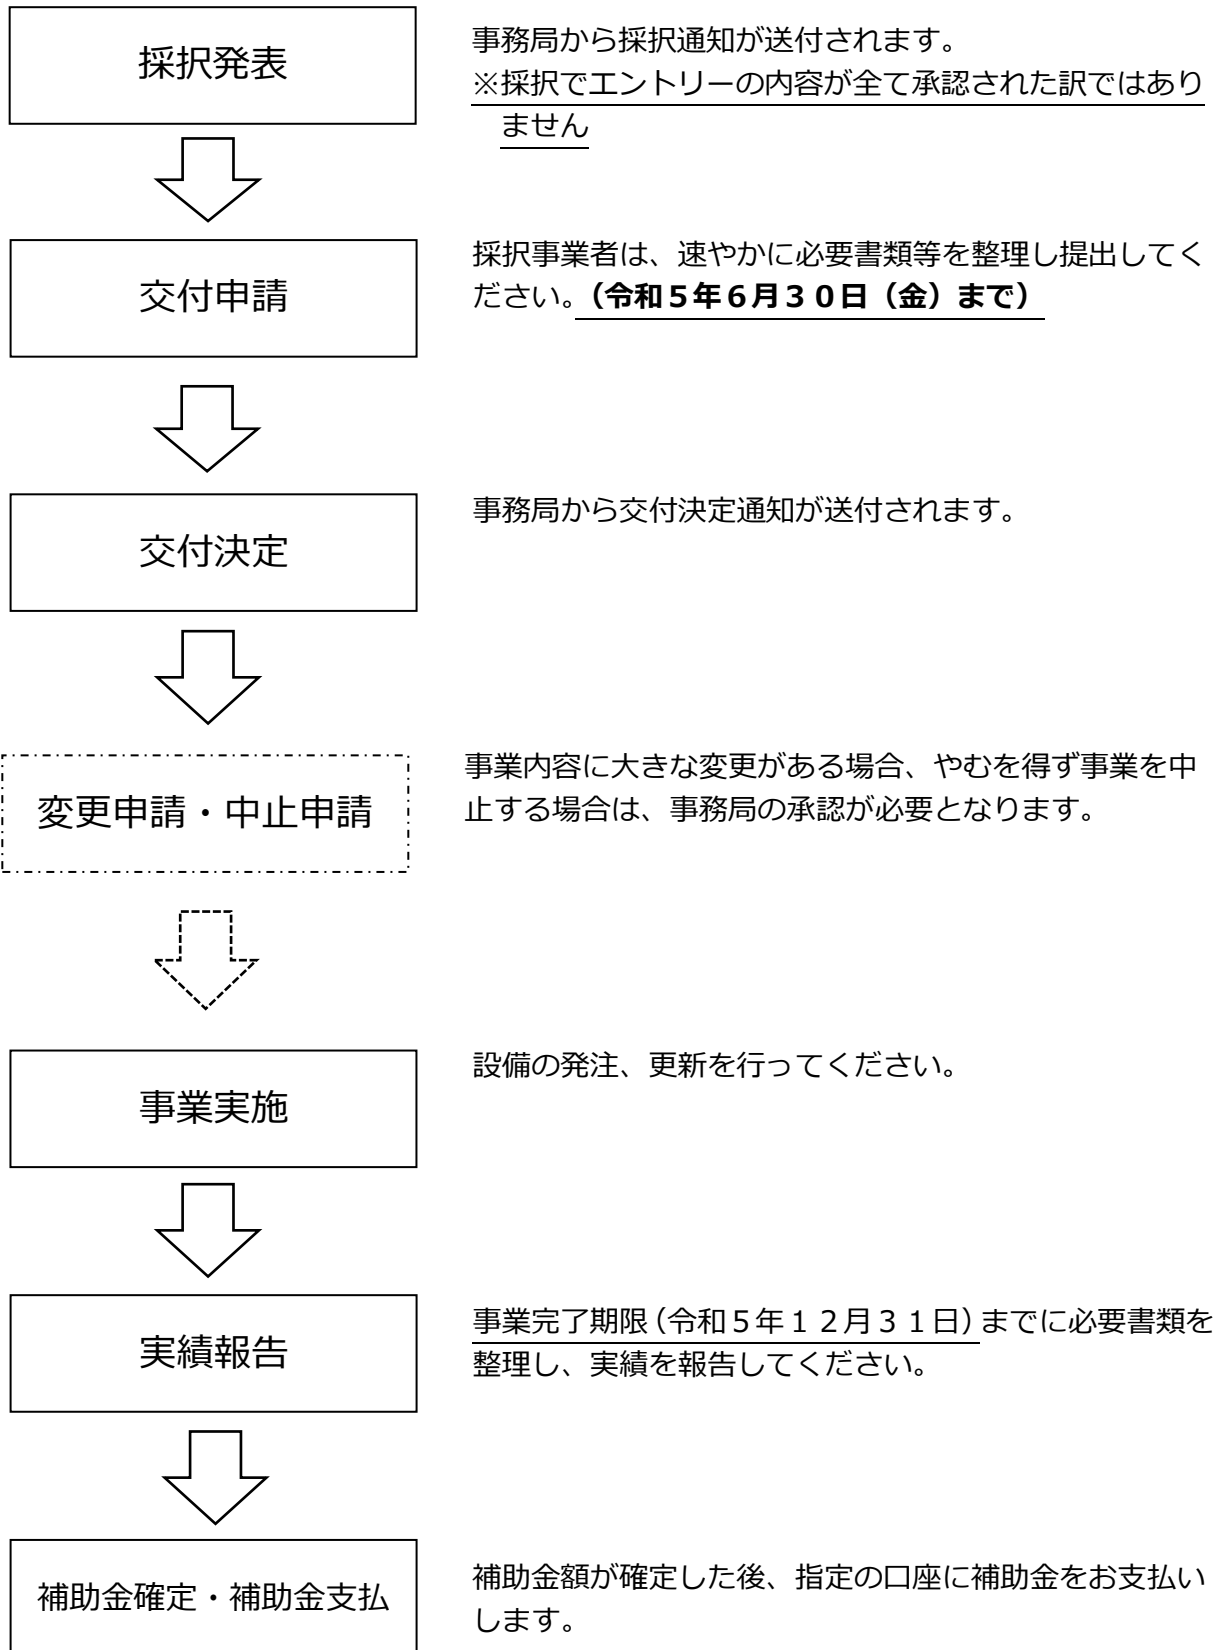 採択発表
事務局から採択通知が送付されます。
※採択でエントリーの内容が全て承認された訳ではあり
ません
交付申請
採択事業者は、速やかに必要書類等を整理し提出してく
ださい。（令和５年６月３０日（金）まで）
交付決定
事務局から交付決定通知が送付されます。
変更申請・中止申請
事業内容に大きな変更がある場合、やむを得ず事業を中
止する場合は、事務局の承認が必要となります。
事業実施
設備の発注、更新を行ってください。
実績報告
事業完了期限（令和５年１２月３１日）までに必要書類を
整理し、実績を報告してください。
補助金確定・補助金支払
補助金額が確定した後、指定の口座に補助金をお支払い
します。